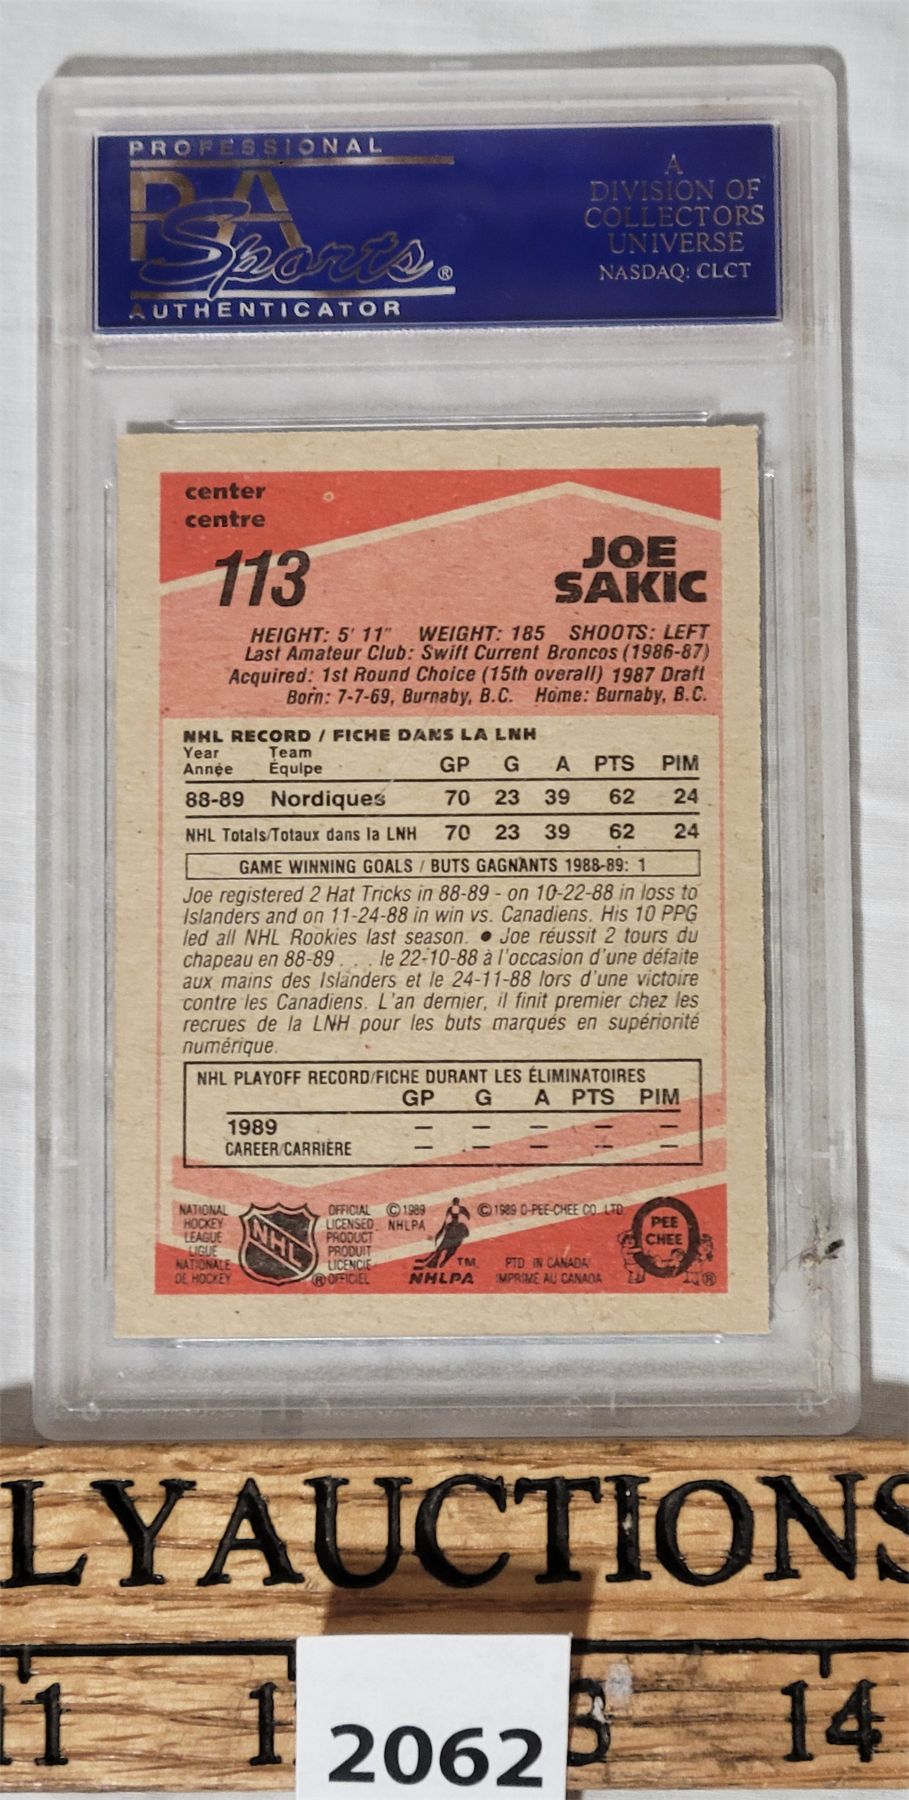 PROFESSIONAL
PSA
Sports®
AUTHENTICATOR
A
DIVISION OF
COLLECTORS
UNIVERSE
NASDAQ: CLCT
center
centre
113
JOE
SAKIC
HEIGHT: 5' 11" WEIGHT: 185 SHOOTS: LEFT
Last Amateur Club: Swift Current Broncos (1986-87)
Acquired: 1st Round Choice (15th overall) 1987 Draft
Born: 7-7-69, Burnaby, B.C. Home: Burnaby, B.C.
NHL RECORD / FICHE DANS LA LNH
Year Team
Année Équipe GP G A PTS PIM
88-89 Nordiques 70 23 39 62 24
NHL Totals/Totaux dans la LNH 70 23 39 62 24
GAME WINNING GOALS / BUTS GAGNANTS 1988-89: 1
Joe registered 2 Hat Tricks in 88-89 - on 10-22-88 in loss to
Islanders and on 11-24-88 in win vs. Canadiens. His 10 PPG
led all NHL Rookies last season. ● Joe réussit 2 tours du
chapeau en 88-89 . . . le 22-10-88 à l'occasion d'une défaite
aux mains des Islanders et le 24-11-88 lors d'une victoire
contre les Canadiens. L'an dernier, il finit premier chez les
recrues de la LNH pour les buts marqués en supériorité
numérique.
NHL PLAYOFF RECORD/FICHE DURANT LES ÉLIMINATOIRES
GP G A PTS PIM
1989 — — — — —
CAREER/CARRIÈRE — — — — —
NATIONAL
HOCKEY
LEAGUE
LIGUE
NATIONALE
DE HOCKEY
NHL
OFFICIAL
LICENSED
PRODUCT
PRODUIT
LICENCIÉ
® OFFICIEL
© 1989
NHLPA
TM
NHLPA
© 1989 O-PEE-CHEE CO. LTD.
PTD. IN CANADA/
IMPRIMÉ AU CANADA
PEE
CHEE
®
LYAUCTIONS
11 1 3 14
2062